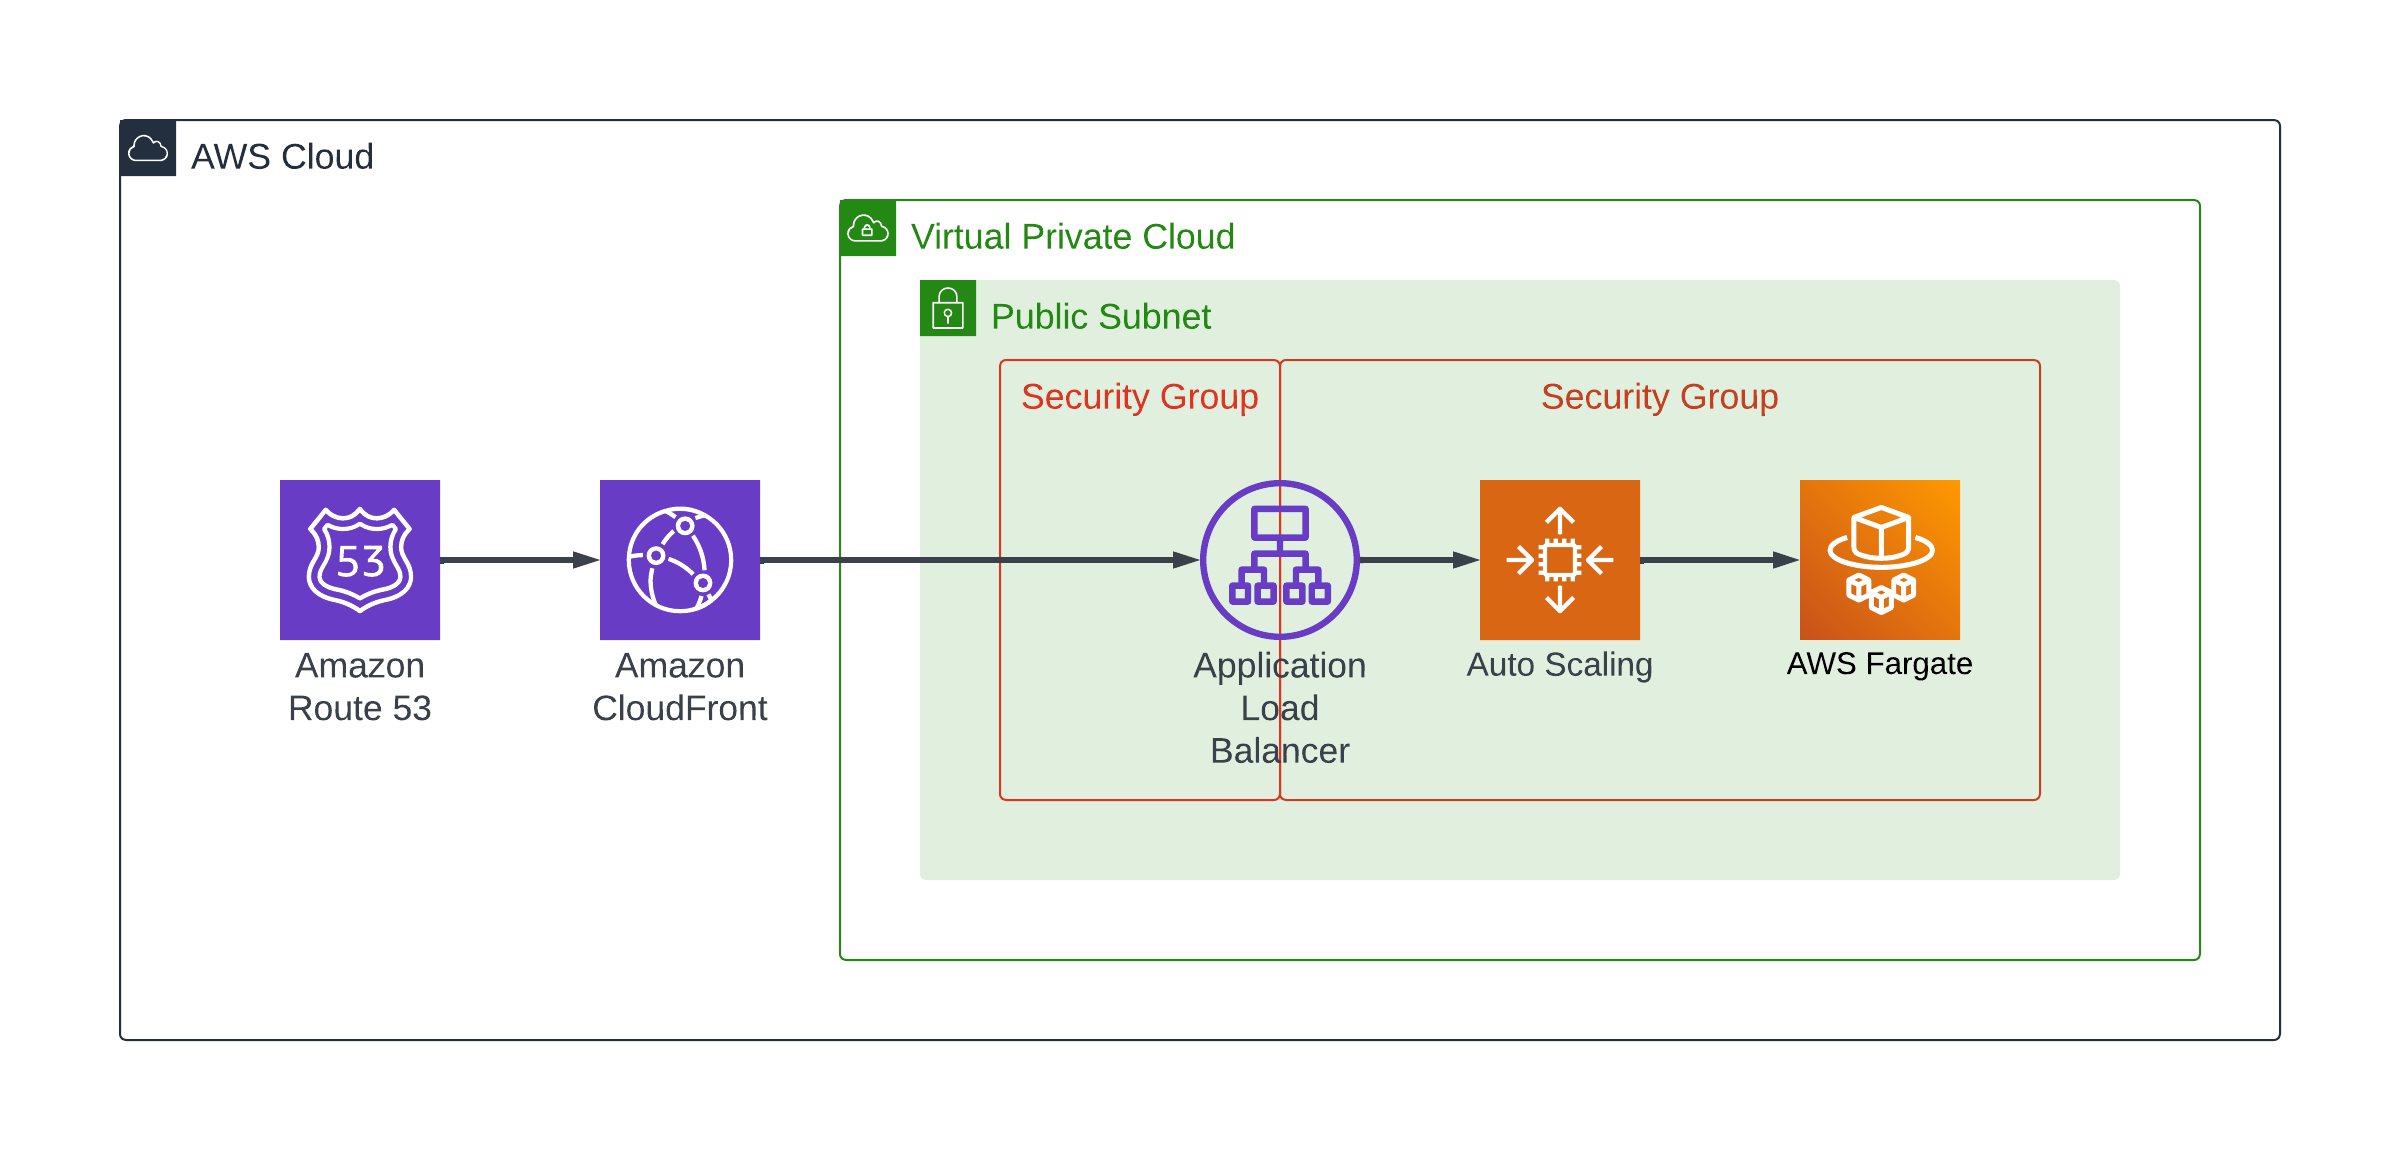 AWS Cloud
Virtual Private Cloud
Public Subnet
Security Group
Security Group
53
Amazon
Route 53
Amazon
CloudFront
Application
Load
Balancer
Auto Scaling
AWS Fargate